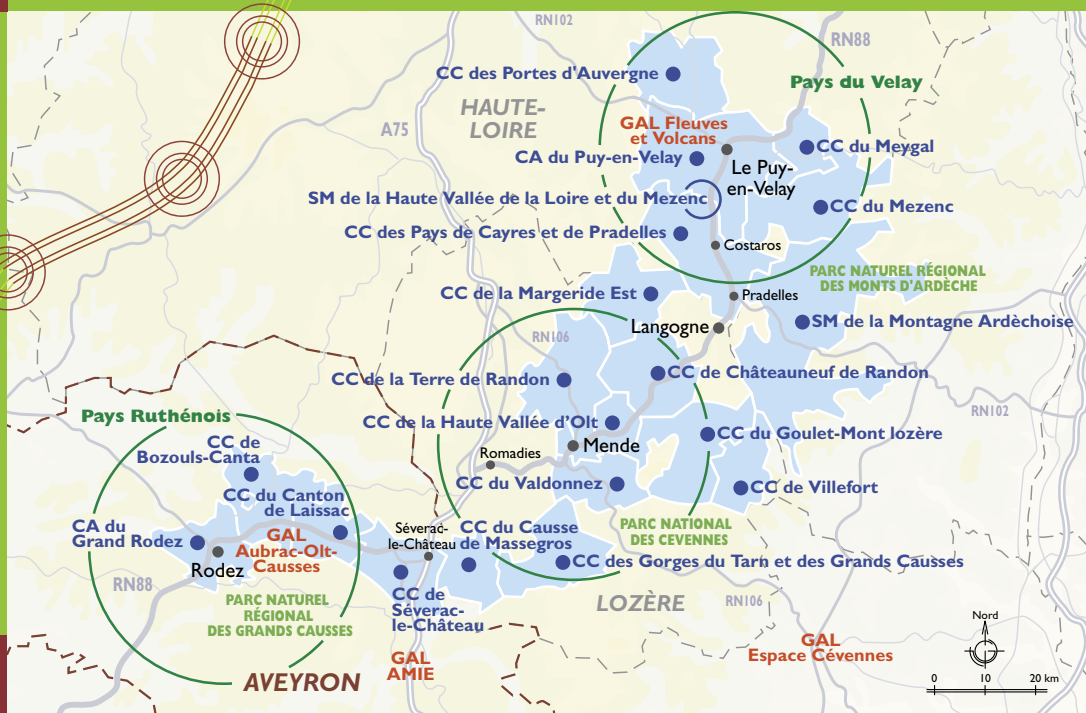 RN102
RN88
CC des Portes d'Auvergne
Pays du Velay
HAUTE-
LOIRE
A75
GAL Fleuves
et Volcans
CC du Meygal
CA du Puy-en-Velay
Le Puy-
en-Velay
SM de la Haute Vallée de la Loire et du Mezenc
CC du Mezenc
CC des Pays de Cayres et de Pradelles
Costaros
PARC NATUREL RÉGIONAL
DES MONTS D'ARDÈCHE
CC de la Margeride Est
Pradelles
Langogne
SM de la Montagne Ardèchoise
RN106
CC de la Terre de Randon
CC de Châteauneuf de Randon
RN102
Pays Ruthénois
CC de la Haute Vallée d'Olt
CC du Goulet-Mont lozère
CC de
Bozouls-Canta
Mende
Romadies
CC du Valdonnez
CC de Villefort
CC du Canton
de Laissac
CA du
Grand Rodez
GAL
Aubrac-Olt-
Causses
Séverac-
le-Château
CC du Causse
de Massegros
PARC NATIONAL
DES CEVENNES
Rodez
CC des Gorges du Tarn et des Grands Causses
RN88
CC de
Séverac-
le-Château
PARC NATUREL
RÉGIONAL
DES GRANDS CAUSSES
LOZÈRE
RN106
Nord
GAL
Espace Cévennes
GAL
AMIE
AVEYRON
0 10 20 km